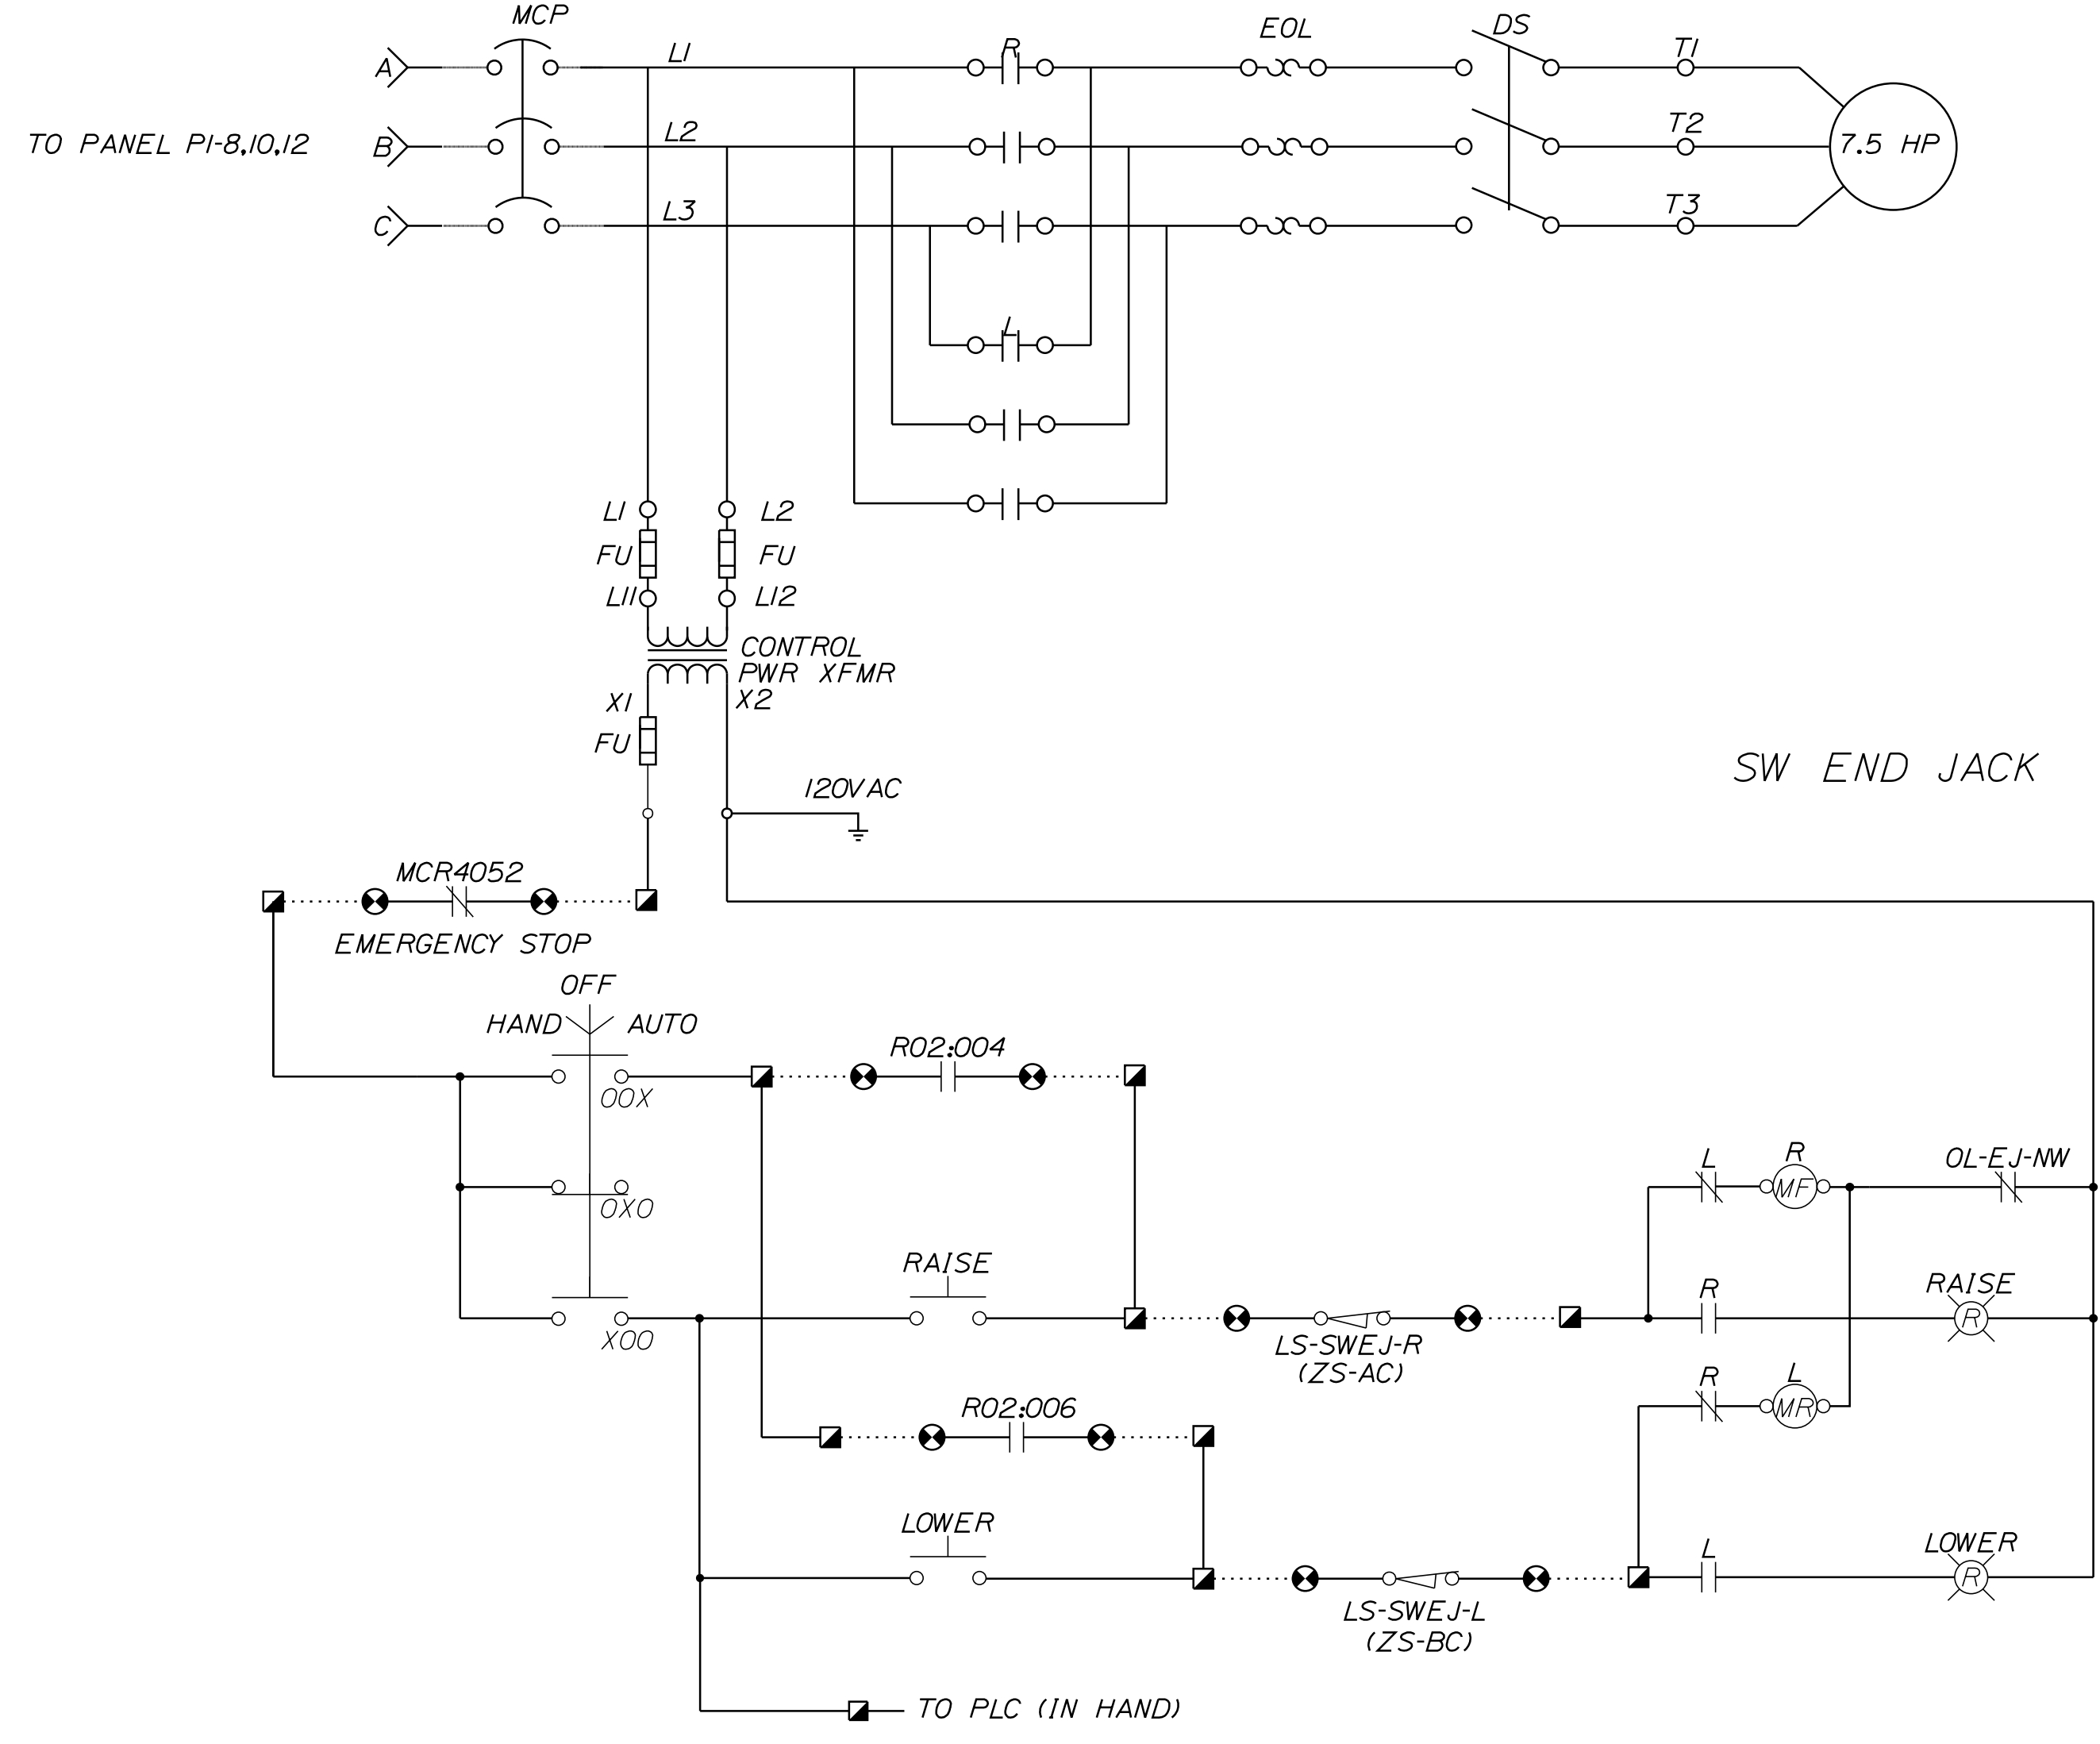 MCP
EOL
DS
A
L1
R
T1
TO PANEL P1-8,10,12
B
L2
T2
7.5 HP
C
L3
T3
L
L1
L2
FU
FU
L11
L12
CONTROL
PWR XFMR
X1
X2
FU
SW END JACK
120VAC
MCR4052
EMERGENCY STOP
OFF
HAND
AUTO
R02:004
OOX
L
R
OL-EJ-NW
MF
OXO
RAISE
R
RAISE
R
XOO
LS-SWEJ-R
(ZS-AC)
R
L
MR
R02:006
LOWER
L
LOWER
R
LS-SWEJ-L
(ZS-BC)
TO PLC (IN HAND)